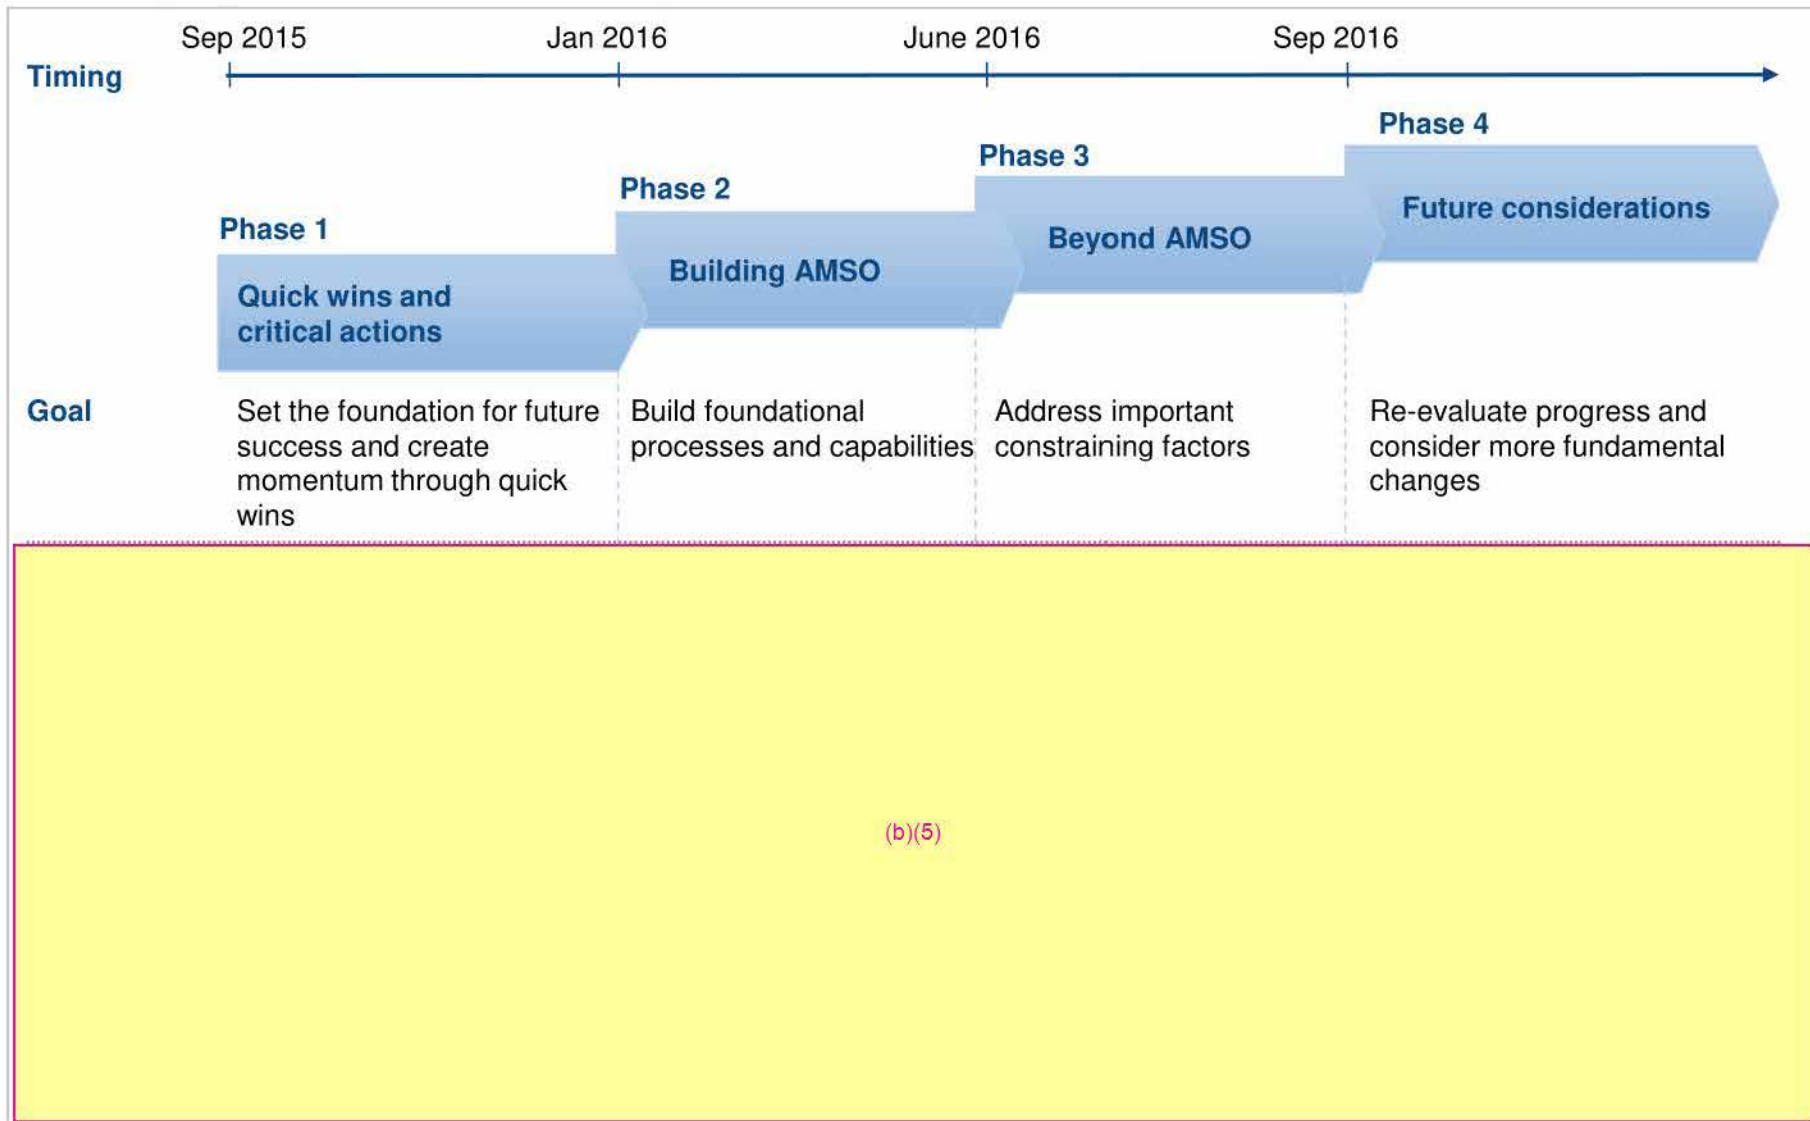 Sep 2015
Jan 2016
June 2016
Sep 2016
Timing
Phase 4
Phase 3
Phase 2
Phase 1
Future considerations
Beyond AMSO
Building AMSO
Quick wins and
critical actions
Goal
Set the foundation for future
success and create
momentum through quick
wins
Build foundational
processes and capabilities
Address important
constraining factors
Re-evaluate progress and
consider more fundamental
changes
(b)(5)